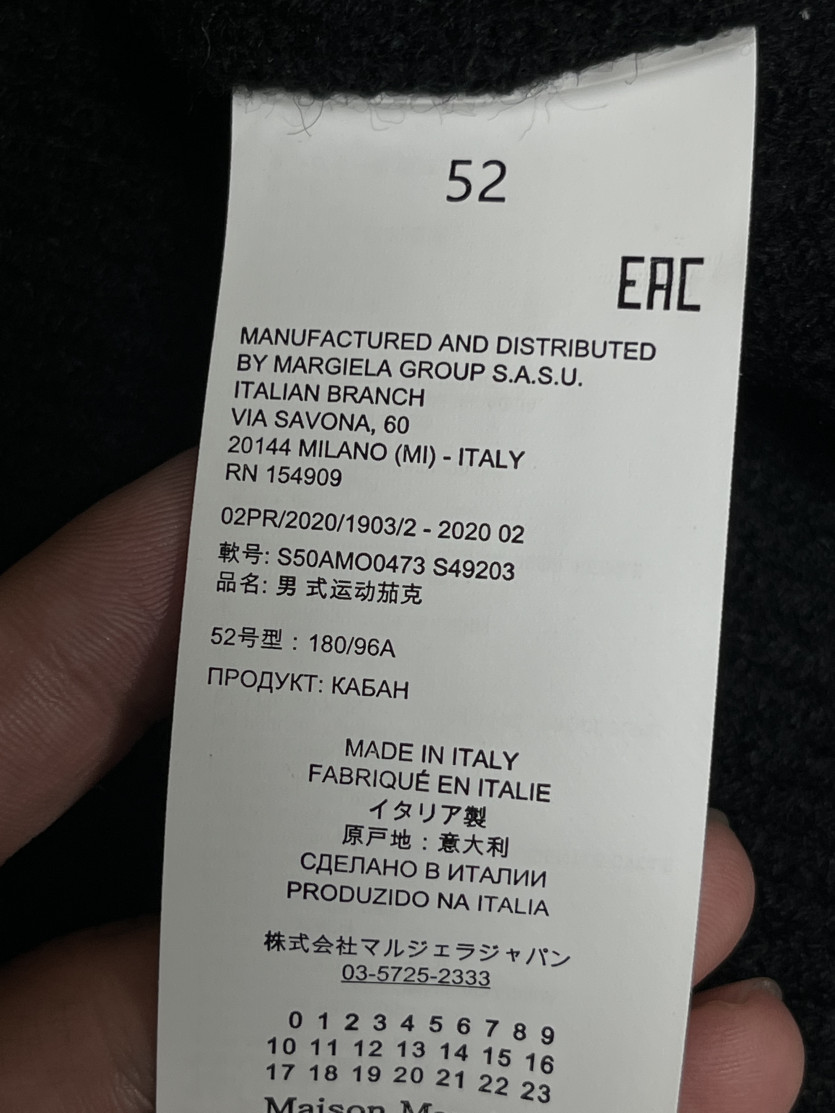 52
EAC
MANUFACTURED AND DISTRIBUTED
BY MARGIELA GROUP S.A.S.U.
ITALIAN BRANCH
VIA SAVONA, 60
20144 MILANO (MI) - ITALY
RN 154909
02PR/2020/1903/2 - 2020 02
軟号: S50AMO0473 S49203
品名: 男 式运动茄克
52号型：180/96A
ПРОДУКТ: КАБАН
MADE IN ITALY
FABRIQUÉ EN ITALIE
イタリア製
原戸地：意大利
СДЕЛАНО В ИТАЛИИ
PRODUZIDO NA ITALIA
株式会社マルジェラジャパン
03-5725-2333
0 1 2 3 4 5 6 7 8 9
10 11 12 13 14 15 16
17 18 19 20 21 22 23
Maison